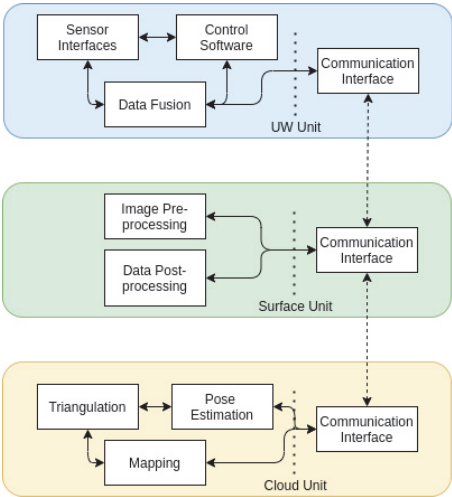 Sensor
Interfaces
Control
Software
Communication
Interface
Data Fusion
UW Unit
Image Pre-
processing
Communication
Interface
Data Post-
processing
Surface Unit
Triangulation
Pose
Estimation
Communication
Interface
Mapping
Cloud Unit